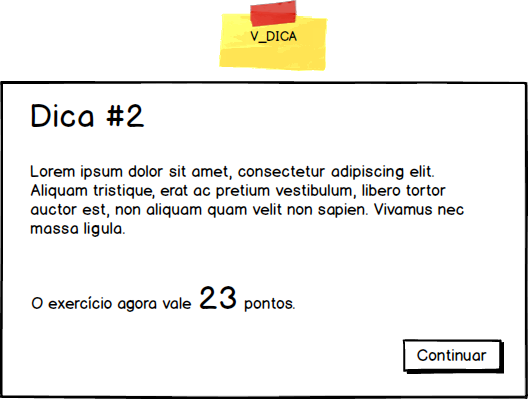 V_DICA
Dica #2
Lorem ipsum dolor sit amet, consectetur adipiscing elit.
Aliquam tristique, erat ac pretium vestibulum, libero tortor
auctor est, non aliquam quam velit non sapien. Vivamus nec
massa ligula.
O exercício agora vale 23 pontos.
Continuar